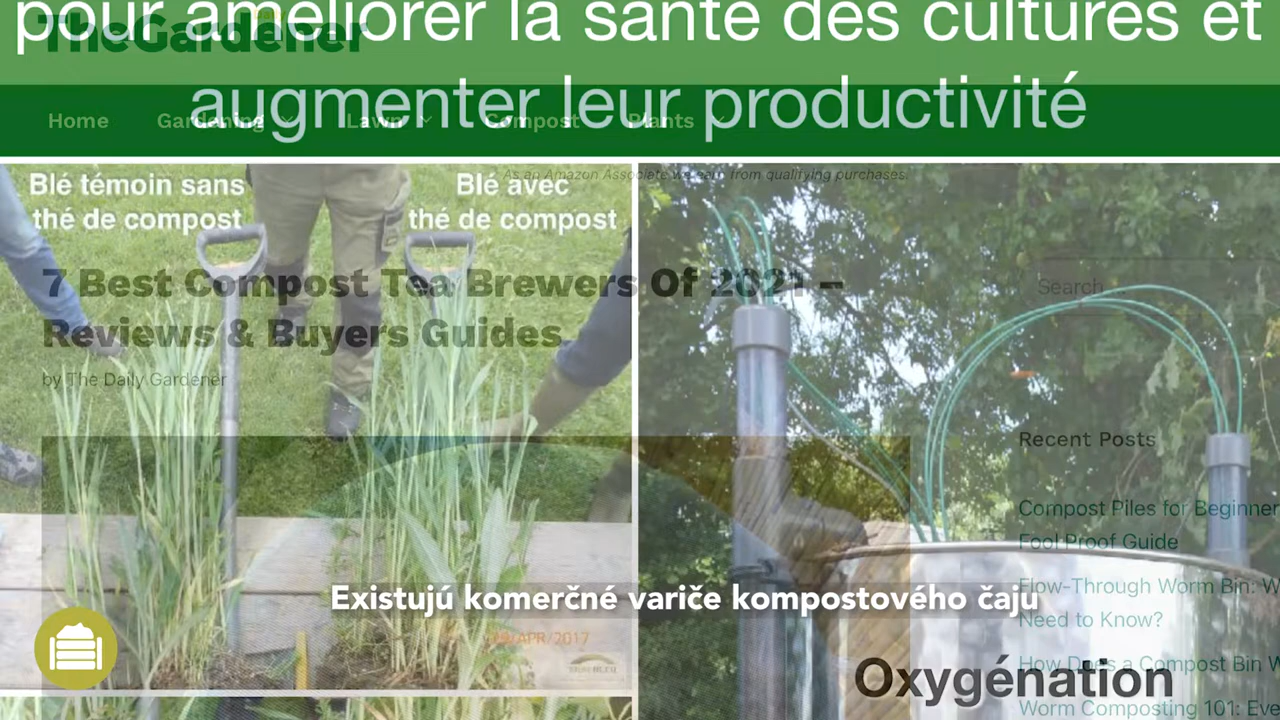 pour améliorer la santé des cultures et
augmenter leur productivité
TheGardener
Home Gardening Lawn Compost Plants
As an Amazon Associate we earn from qualifying purchases.
Blé témoin sans
thé de compost
Blé avec
thé de compost
7 Best Compost Tea Brewers Of 2021 –
Reviews & Buyers Guides
by The Daily Gardener
Search
Recent Posts
Compost Piles for Beginner
Fool Proof Guide
Flow-Through Worm Bin: W
Need to Know?
How Does a Compost Bin W
Worm Composting 101: Eve
Existujú komerčné variče kompostového čaju
/APR/2017
Oxygénation